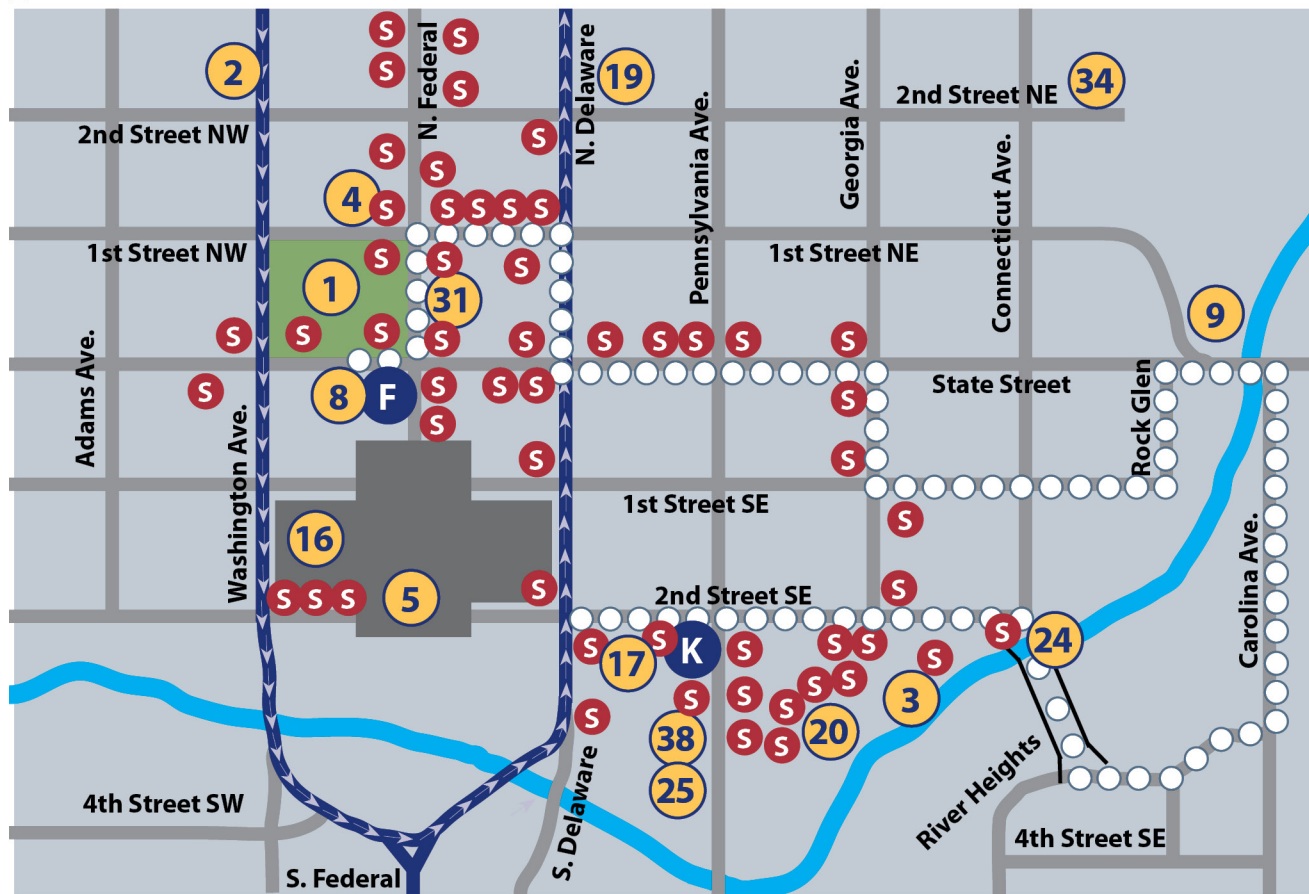 S
S
N. Federal
2
S
S
19
N. Delaware
34
2nd Street NE
2nd Street NW
S
S
S
4
S
S S S S
Pennsylvania Ave.
Georgia Ave.
Connecticut Ave.
1st Street NW
1st Street NE
S
S
S
1
31
9
S
S
S
S
S
S
S
S
S
S
Adams Ave.
Washington Ave.
S
8
F
S
S S
S
State Street
Rock Glen
S
S
S
1st Street SE
16
S
Carolina Ave.
S S S
5
S
S
2nd Street SE
S
17
S
K
S
S S
S
3
S
24
S
S
S
S
S
S
20
S
S
S
38
25
S. Delaware
River Heights
4th Street SW
4th Street SE
S. Federal